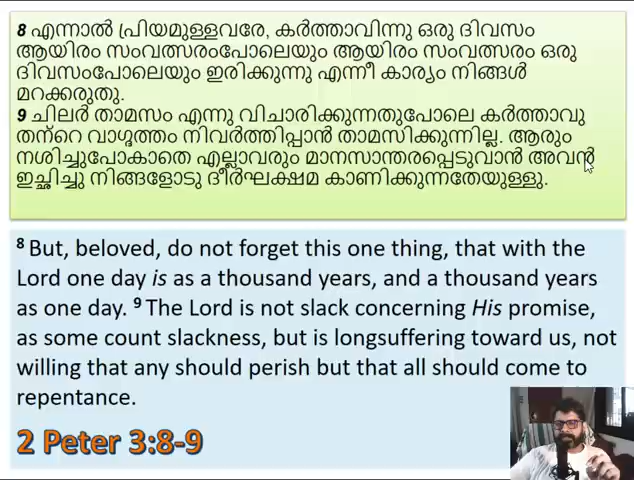 8 എന്നാൽ പ്രിയമുള്ളവരേ, കർത്താവിന്നു ഒരു ദിവസം
ആയിരം സംവത്സരംപോലെയും ആയിരം സംവത്സരം ഒരു
ദിവസംപോലെയും ഇരിക്കുന്നു എന്നീ കാര്യം നിങ്ങൾ
മറക്കരുതു.
9 ചിലർ താമസം എന്നു വിചാരിക്കുന്നതുപോലെ കർത്താവു
തന്റെ വാഗ്ദത്തം നിവർത്തിപ്പാൻ താമസിക്കുന്നില്ല. ആരും
നശിച്ചുപോകാതെ എല്ലാവരും മാനസാന്തരപ്പെടുവാൻ അവൻ
ഇച്ഛിച്ചു നിങ്ങളോടു ദീർഘക്ഷമ കാണിക്കുന്നതേയുള്ളു.
8 But, beloved, do not forget this one thing, that with the
Lord one day is as a thousand years, and a thousand years
as one day. 9 The Lord is not slack concerning His promise,
as some count slackness, but is longsuffering toward us, not
willing that any should perish but that all should come to
repentance.
2 Peter 3:8-9